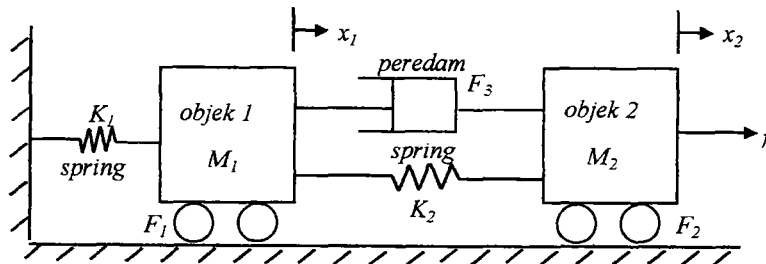 x₁
x₂
peredam
F₃
K₁
objek 1
objek 2
spring
spring
M₁
M₂
K₂
F₁
F₂